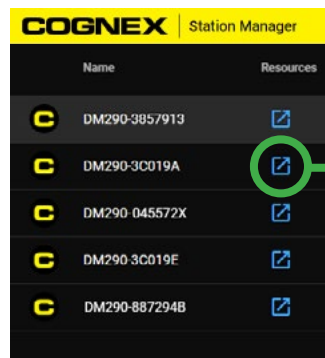 COGNEX Station Manager
Name Resources
DM290-3857913
DM290-3C019A
DM290-045572X
DM290-3C019E
DM290-887294B